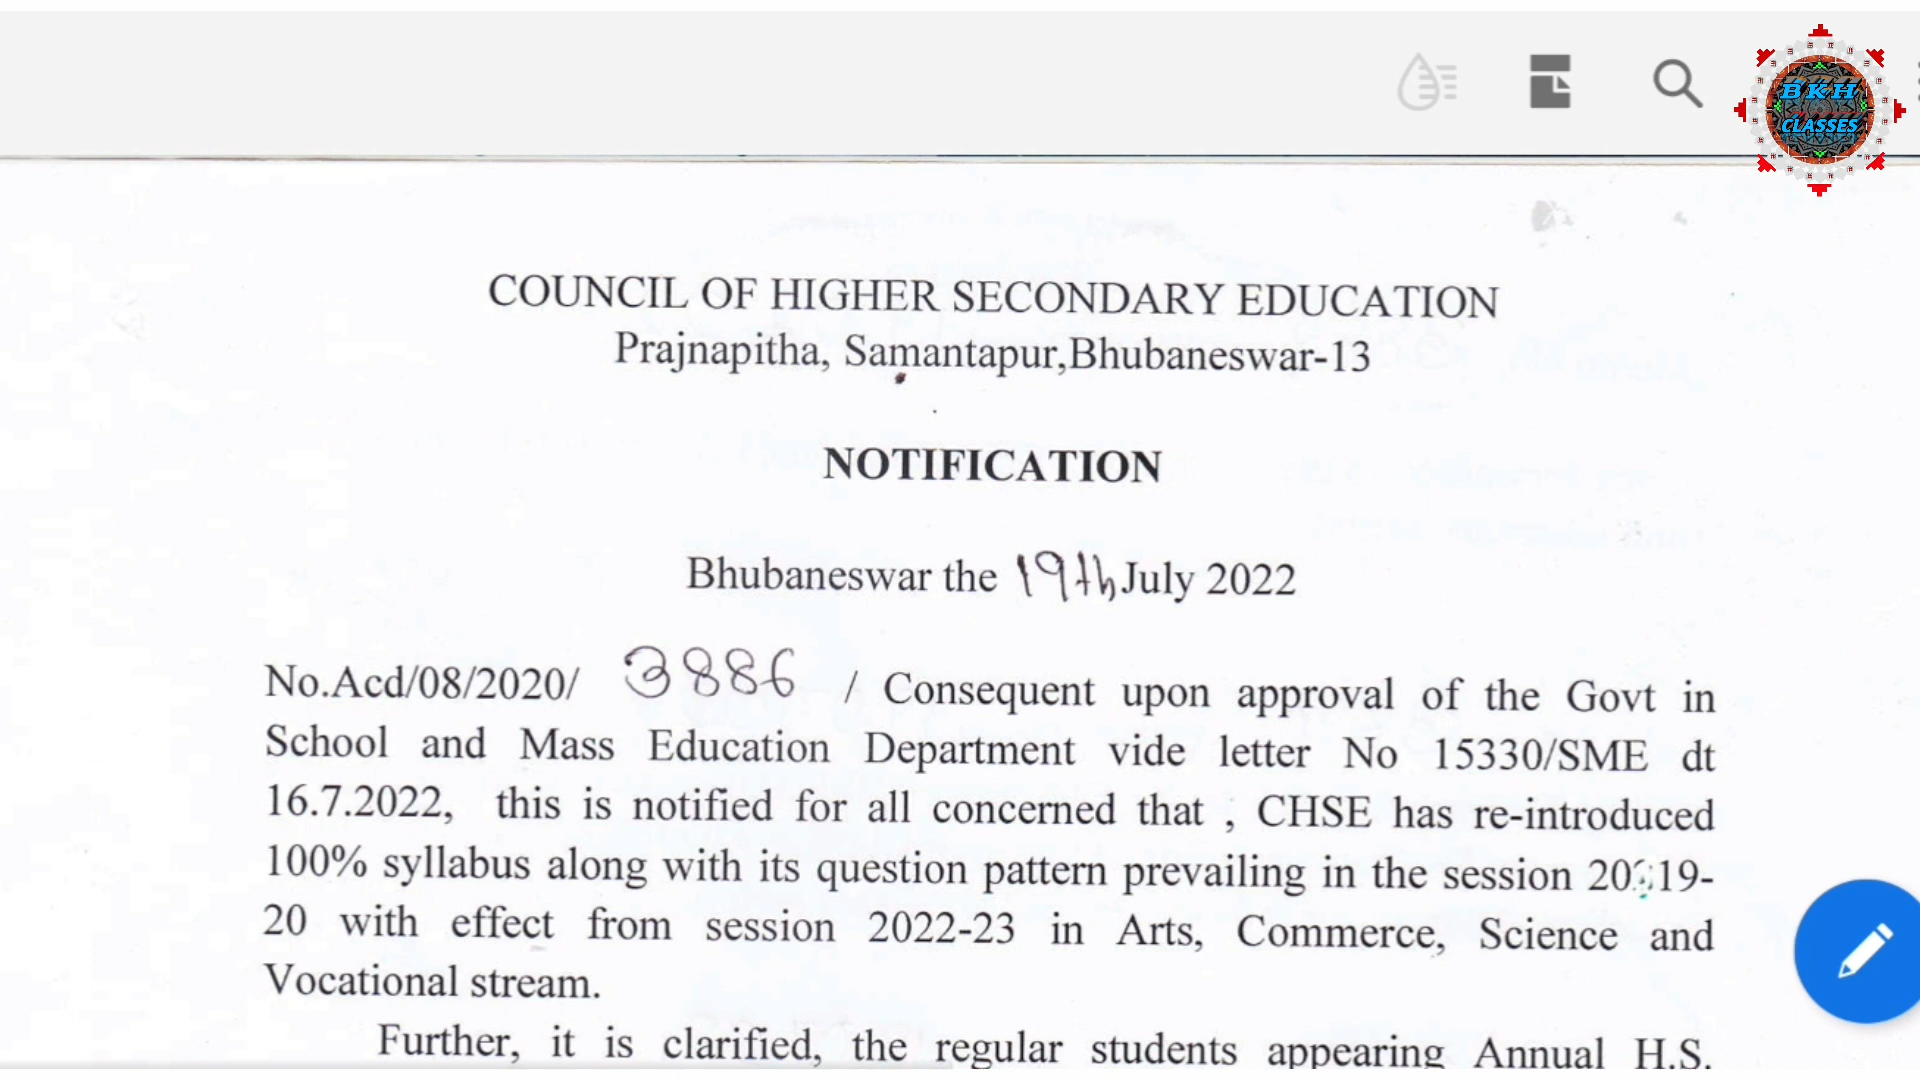 BKH
CLASSES
COUNCIL OF HIGHER SECONDARY EDUCATION
Prajnapitha, Samantapur,Bhubaneswar-13
NOTIFICATION
Bhubaneswar the 19th July 2022
No.Acd/08/2020/ 3886 / Consequent upon approval of the Govt in
School and Mass Education Department vide letter No 15330/SME dt
16.7.2022, this is notified for all concerned that , CHSE has re-introduced
100% syllabus along with its question pattern prevailing in the session
20 with effect from session 2022-23 in Arts, Commerce, Science and
Vocational stream.
Further, it is clarified, the regular students appearing Annual H.S.